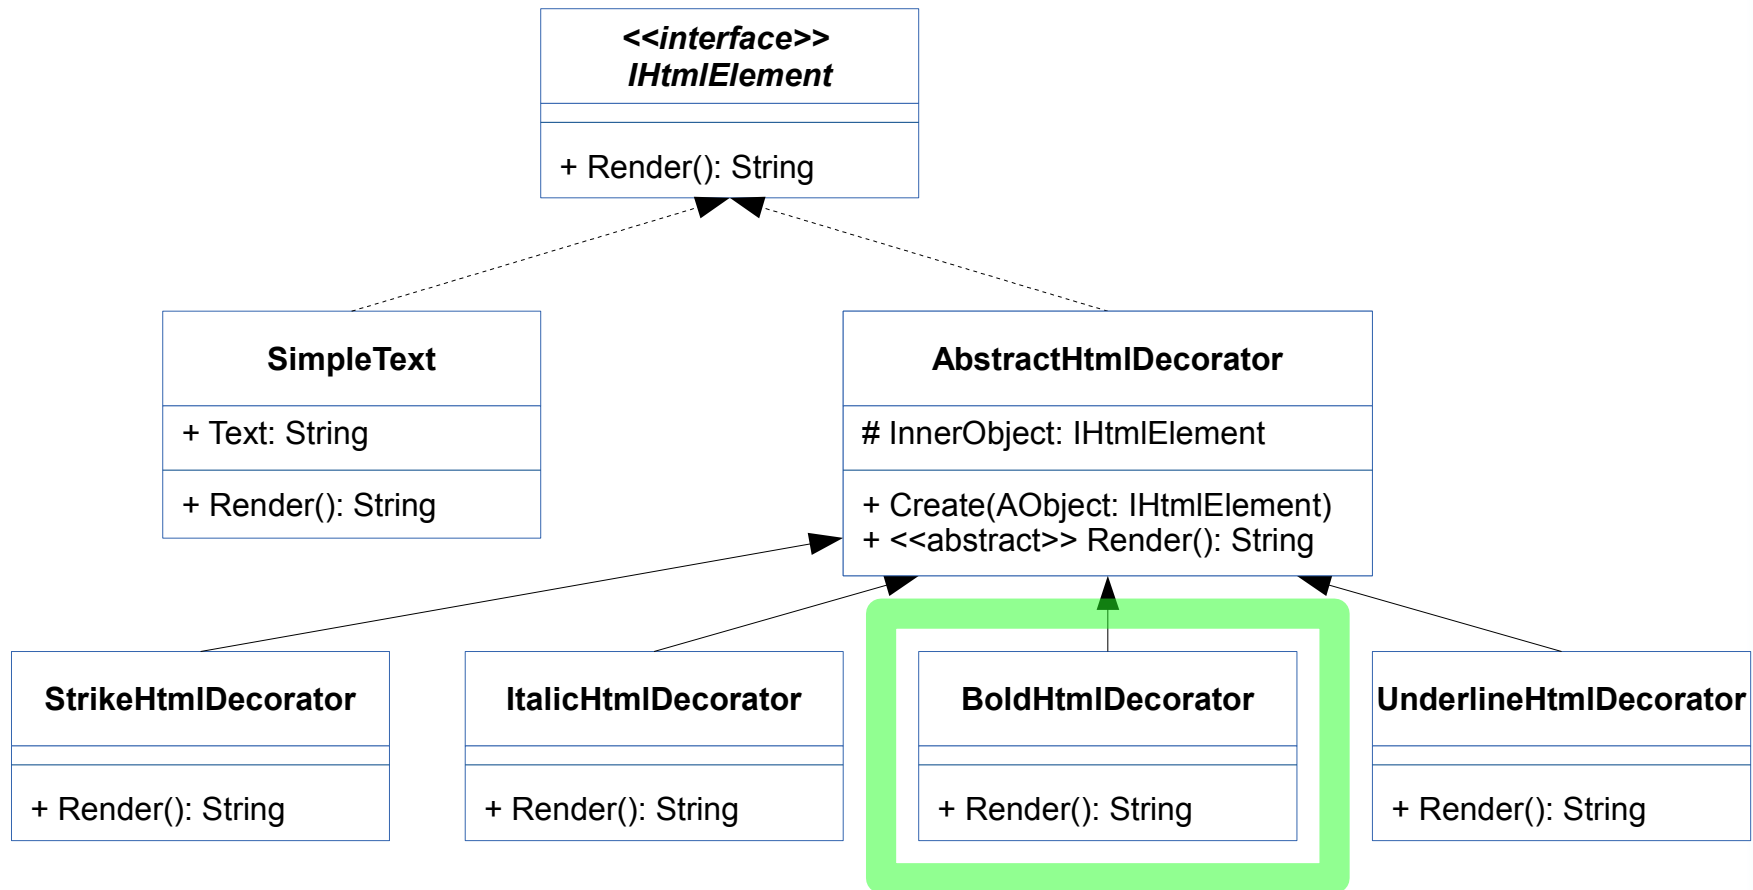 <<interface>>
IHtmlElement
+ Render(): String
SimpleText
+ Text: String
+ Render(): String
AbstractHtmlDecorator
# InnerObject: IHtmlElement
+ Create(AObject: IHtmlElement)
+ <<abstract>> Render(): String
StrikeHtmlDecorator
+ Render(): String
ItalicHtmlDecorator
+ Render(): String
BoldHtmlDecorator
+ Render(): String
UnderlineHtmlDecorator
+ Render(): String